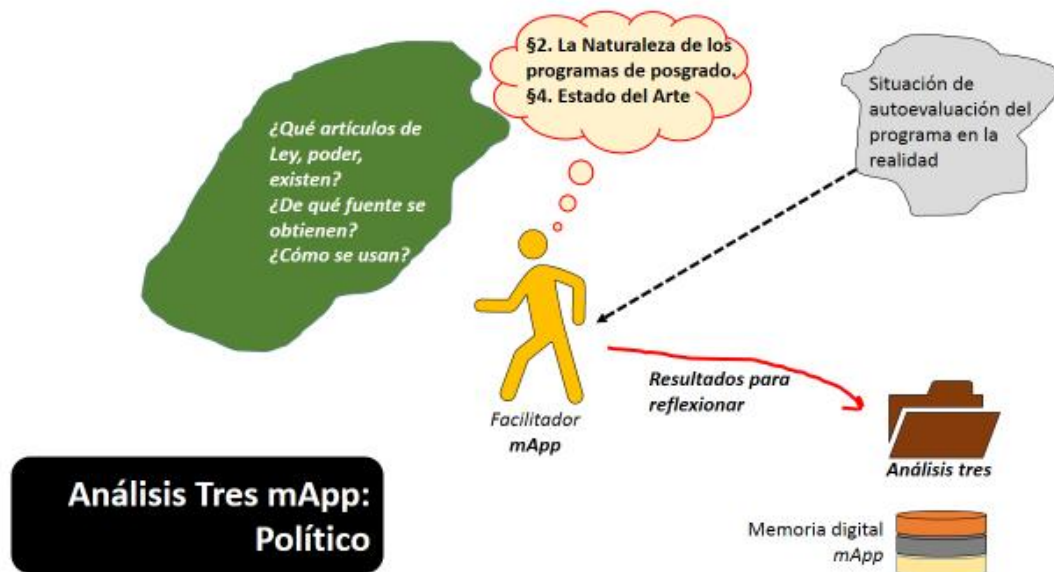 §2. La Naturaleza de los
programas de posgrado.
§4. Estado del Arte
Situación de
autoevaluación del
programa en la
realidad
¿Qué artículos de
Ley, poder,
existen?
¿De qué fuente se
obtienen?
¿Cómo se usan?
Resultados para
reflexionar
Facilitador
mApp
Análisis tres
Análisis Tres mApp:
Político
Memoria digital
mApp